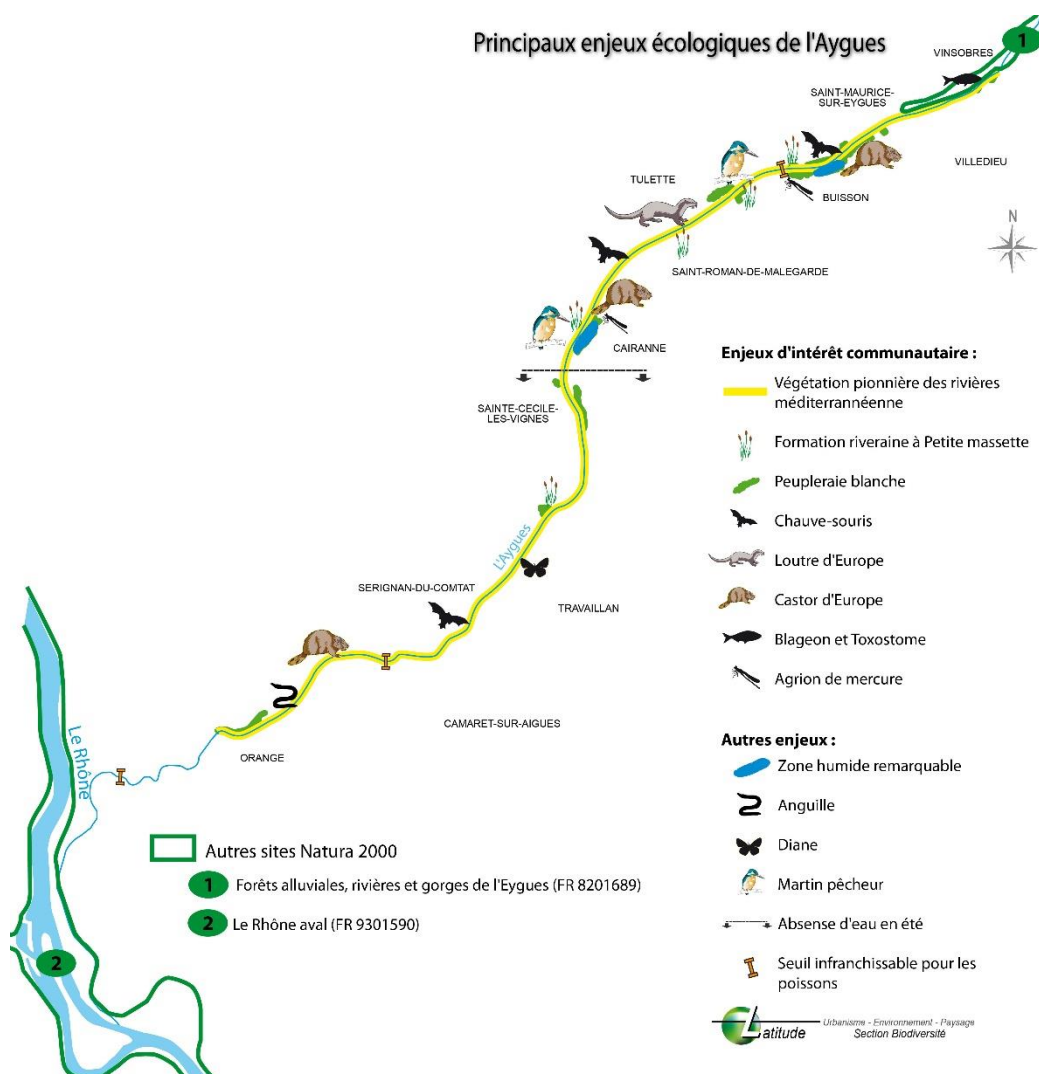 Principaux enjeux écologiques de l'Aygues
1
VINSOBRES
SAINT-MAURICE-
SUR-EYGUES
VILLEDIEU
TULETTE
BUISSON
N
SAINT-ROMAN-DE-MALEGARDE
CAIRANNE
SAINTE-CECILE-
LES-VIGNES
L'Aygues
SERIGNAN-DU-COMTAT
TRAVAILLAN
CAMARET-SUR-AIGUES
ORANGE
Le Rhône
2
Enjeux d'intérêt communautaire :
Végétation pionnière des rivières
méditerrannéenne
Formation riveraine à Petite massette
Peupleraie blanche
Chauve-souris
Loutre d'Europe
Castor d'Europe
Blageon et Toxostome
Agrion de mercure
Autres enjeux :
Zone humide remarquable
Anguille
Diane
Martin pêcheur
Absense d'eau en été
Seuil infranchissable pour les
poissons
Autres sites Natura 2000
1 Forêts alluviales, rivières et gorges de l'Eygues (FR 8201689)
2 Le Rhône aval (FR 9301590)
Latitude
Urbanisme - Environnement - Paysage
Section Biodiversité